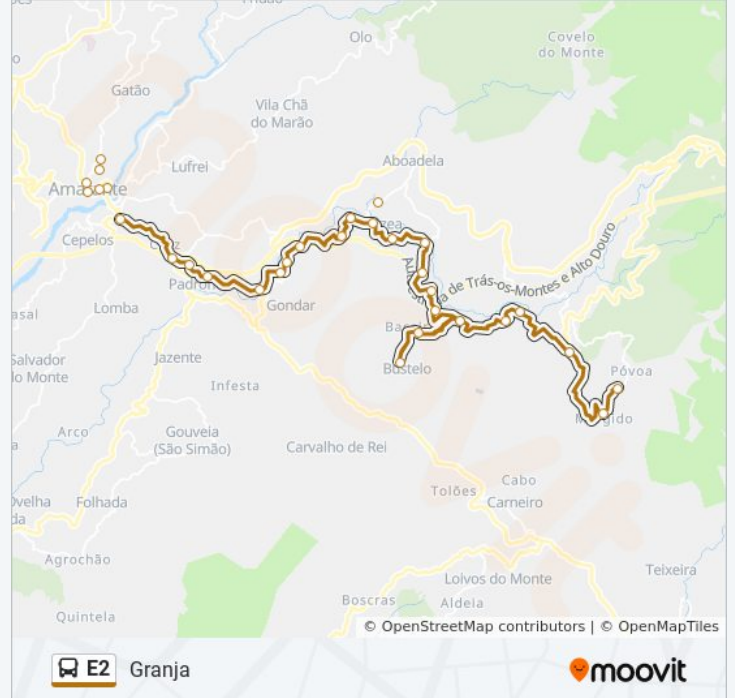 Olo
Covelo
do Monte
Gatão
Vila Chã
do Marão
Aboadela
Lufrei
Cepelos
Gondar
Lomba
Jazente
Salvador
do Monte
Infesta
Bustelo
Póvoa
Arco
Gouveia
(São Simão)
Carvalho de Rei
Tolões
Cabo
Carneiro
Folhada
Agrochão
Loivos do Monte
Teixeira
Boscras
Aldeia
Quintela
© OpenStreetMap contributors | © OpenMapTiles
E2 Granja
moovit